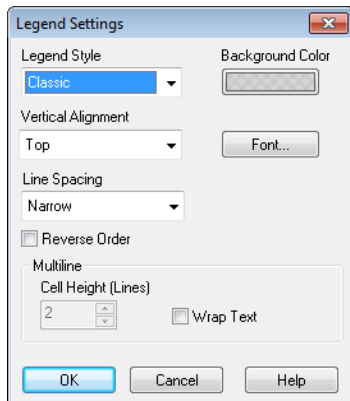 Legend Settings
Legend Style
Background Color
Classic
Vertical Alignment
Top
Font...
Line Spacing
Narrow
Reverse Order
Multiline
Cell Height (Lines)
2
Wrap Text
OK
Cancel
Help